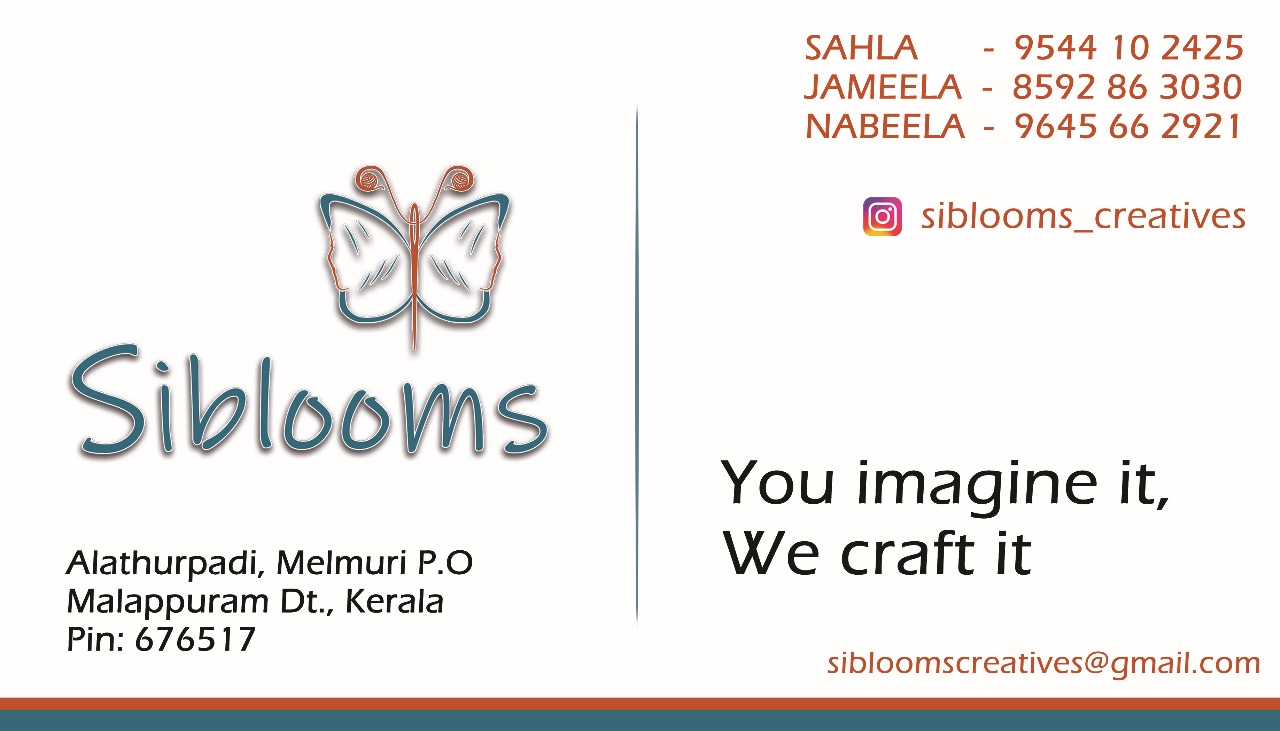 Siblooms
Alathurpadi, Melmuri P.O
Malappuram Dt., Kerala
Pin: 676517
SAHLA - 9544 10 2425
JAMEELA - 8592 86 3030
NABEELA - 9645 66 2921
siblooms_creatives
You imagine it,
We craft it
sibloomscreatives@gmail.com